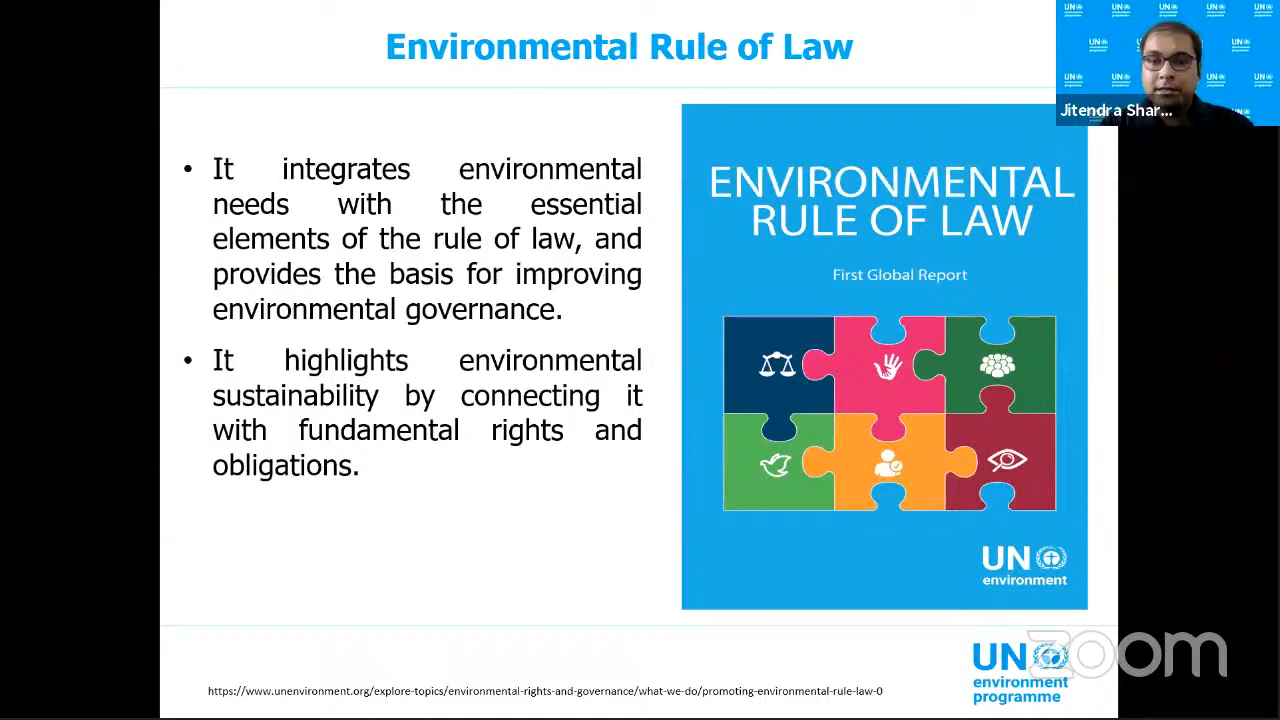 Environmental Rule of Law
Jitendra Shar...
• It integrates environmental
needs with the essential
elements of the rule of law, and
provides the basis for improving
environmental governance.
• It highlights environmental
sustainability by connecting it
with fundamental rights and
obligations.
ENVIRONMENTAL
RULE OF LAW
First Global Report
UN
environment
https://www.unenvironment.org/explore-topics/environmental-rights-and-governance/what-we-do/promoting-environmental-rule-law-0
UN
environment
programme
zoom